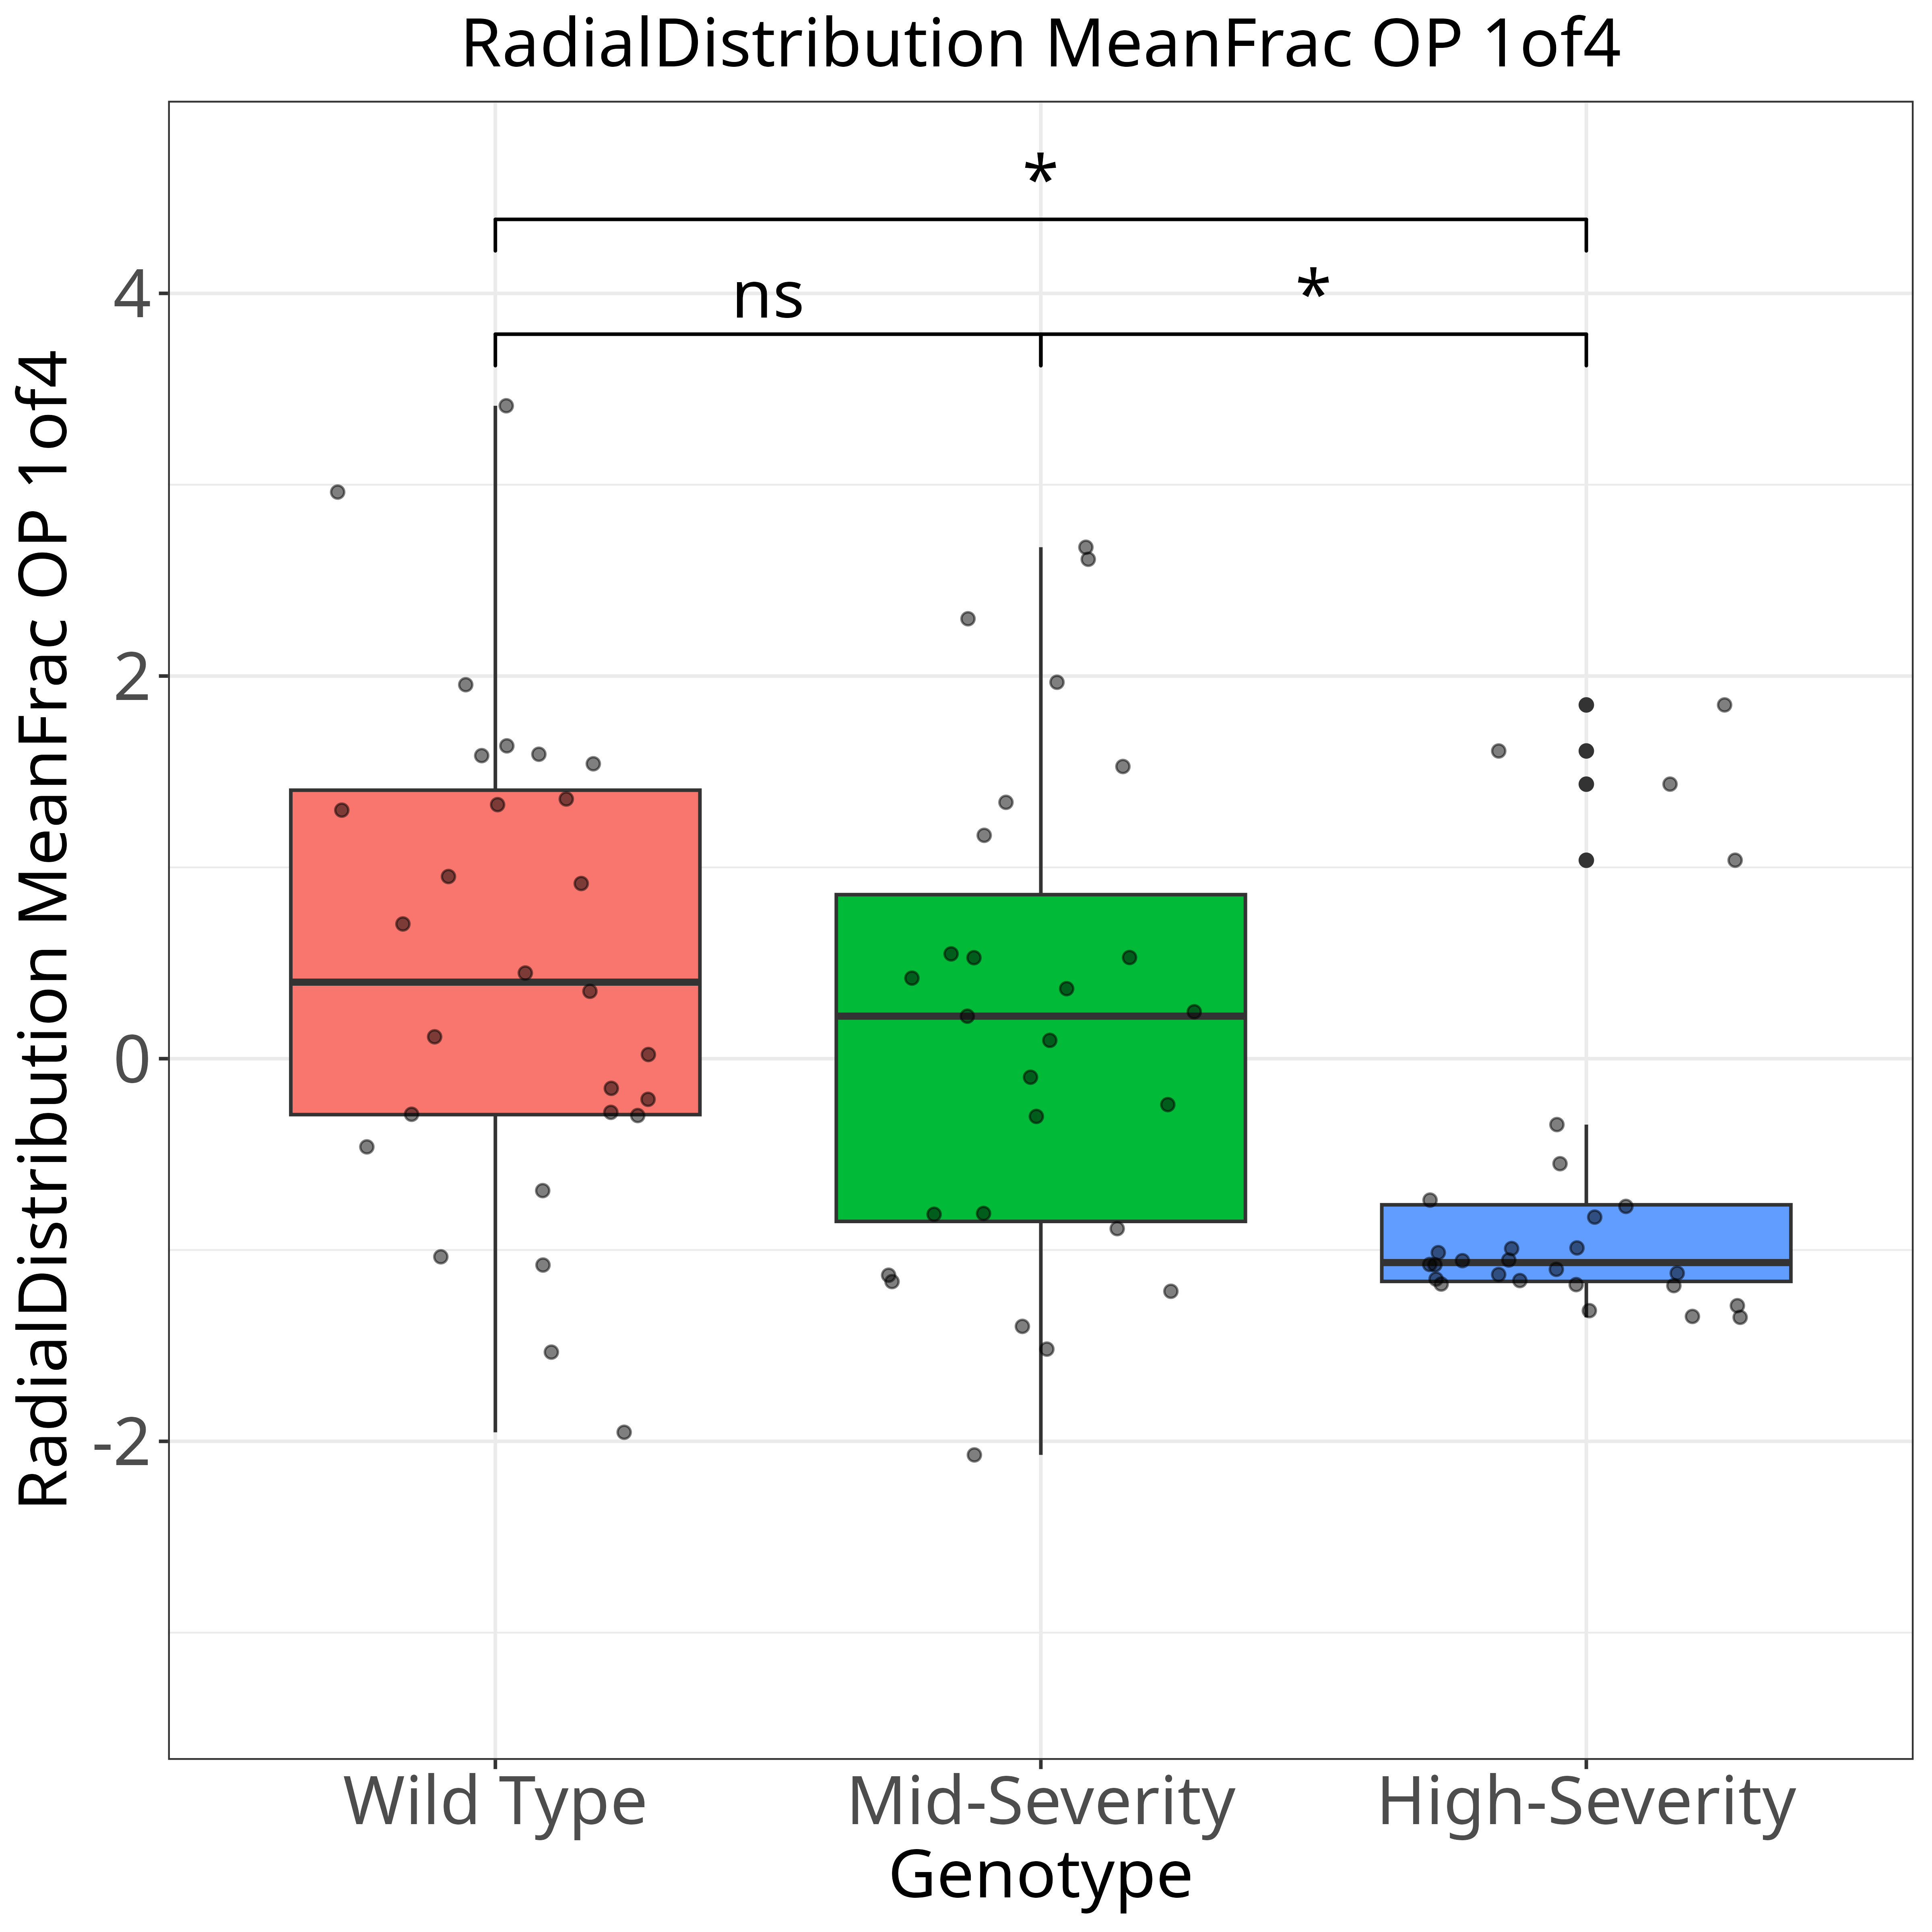 RadialDistribution MeanFrac OP 1of4
*
ns
*
4
2
0
-2
RadialDistribution MeanFrac OP 1of4
Wild Type
Mid-Severity
High-Severity
Genotype